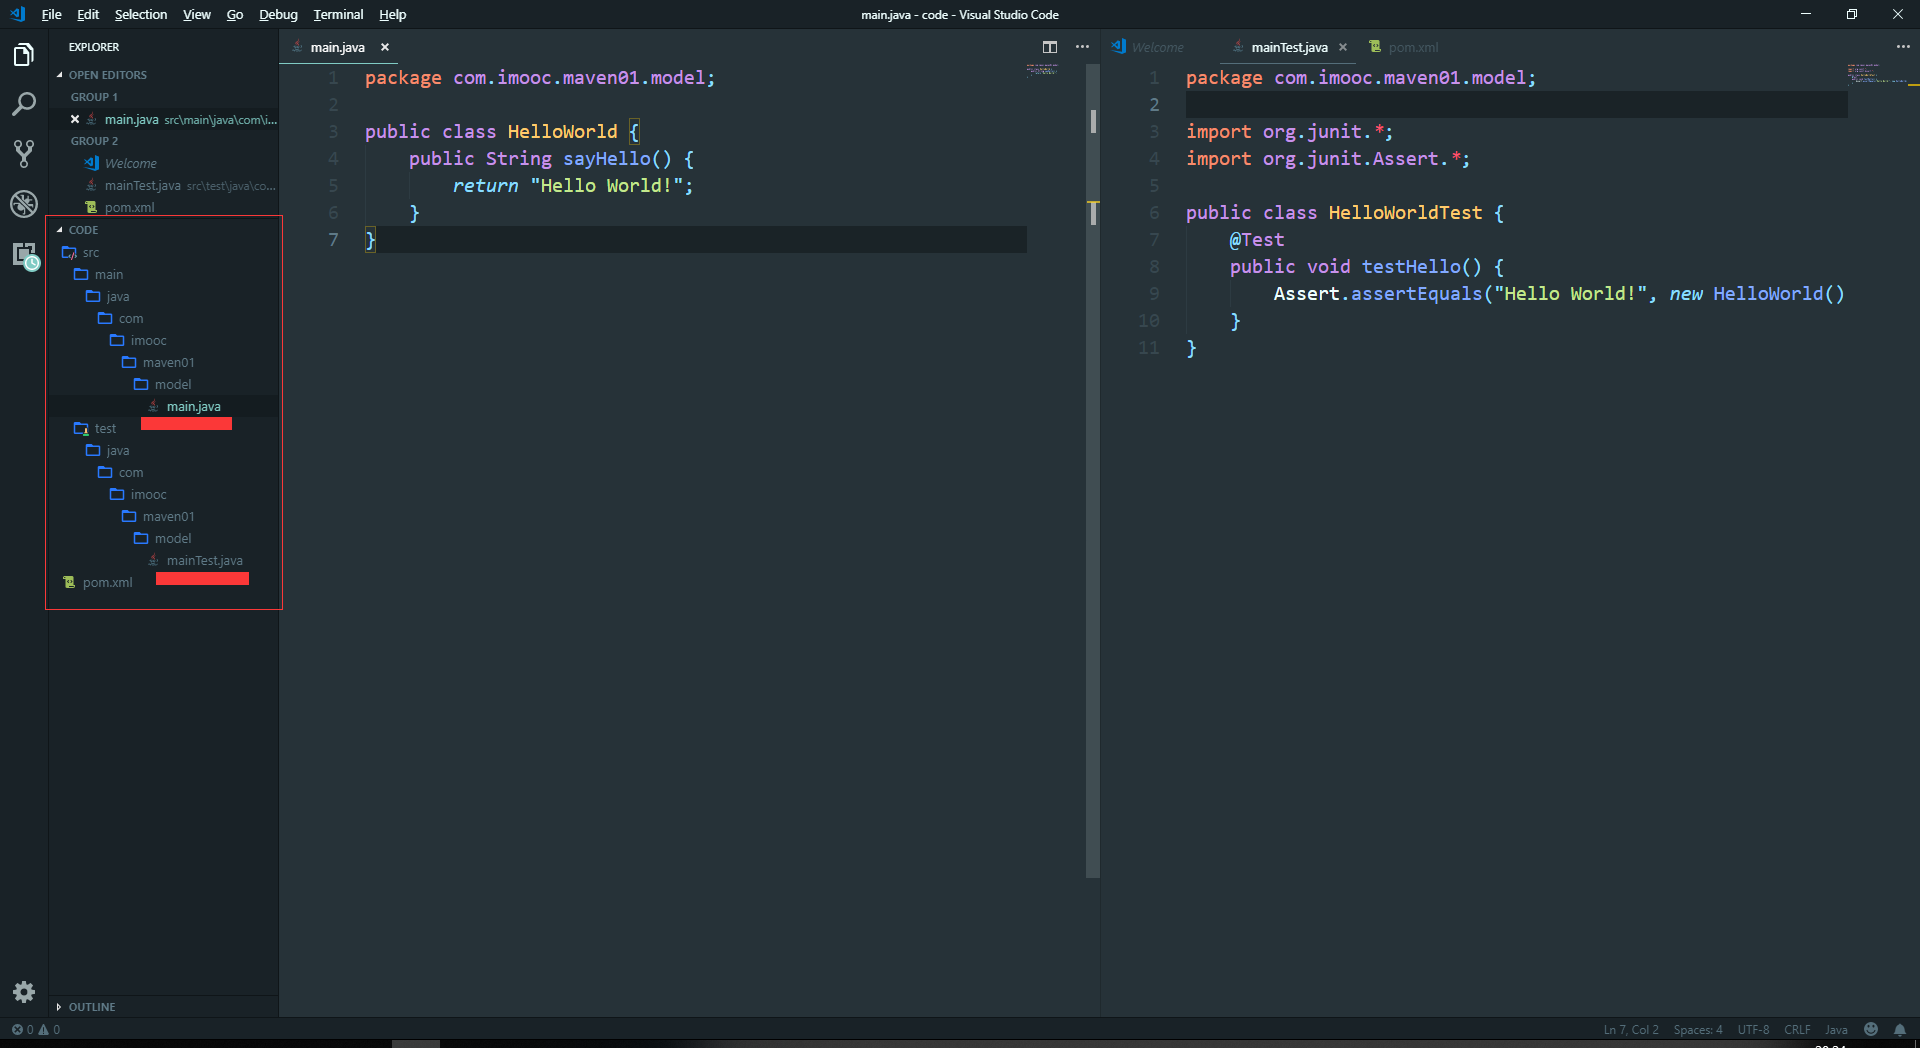 File Edit Selection View Go Debug Terminal Help
main.java - code - Visual Studio Code
EXPLORER
OPEN EDITORS
GROUP 1
main.java src\main\java\com\i...
GROUP 2
Welcome
mainTest.java src\test\java\co...
pom.xml
CODE
src
main
java
com
imooc
maven01
model
main.java
test
java
com
imooc
maven01
model
mainTest.java
pom.xml
OUTLINE
main.java
1 package com.imooc.maven01.model;
2
3 public class HelloWorld {
4 public String sayHello() {
5 return "Hello World!";
6 }
7 }
Welcome mainTest.java pom.xml
1 package com.imooc.maven01.model;
2
3 import org.junit.*;
4 import org.junit.Assert.*;
5
6 public class HelloWorldTest {
7 @Test
8 public void testHello() {
9 Assert.assertEquals("Hello World!", new HelloWorld()
10 }
11 }
0 0
Ln 7, Col 2 Spaces: 4 UTF-8 CRLF Java